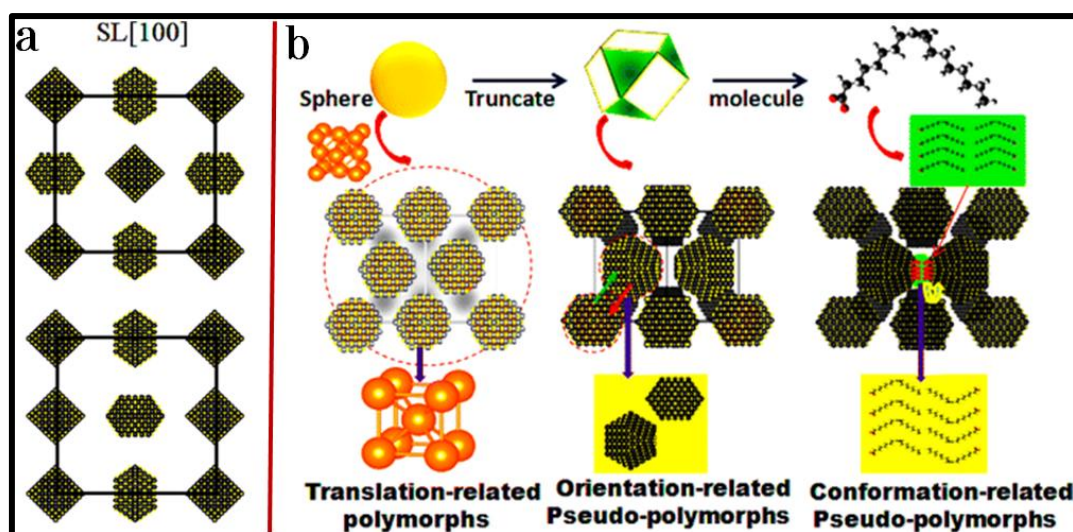 a
SL[100]
b
Sphere
Truncate
molecule
Translation-related
polymorphs
Orientation-related
Pseudo-polymorphs
Conformation-related
Pseudo-polymorphs